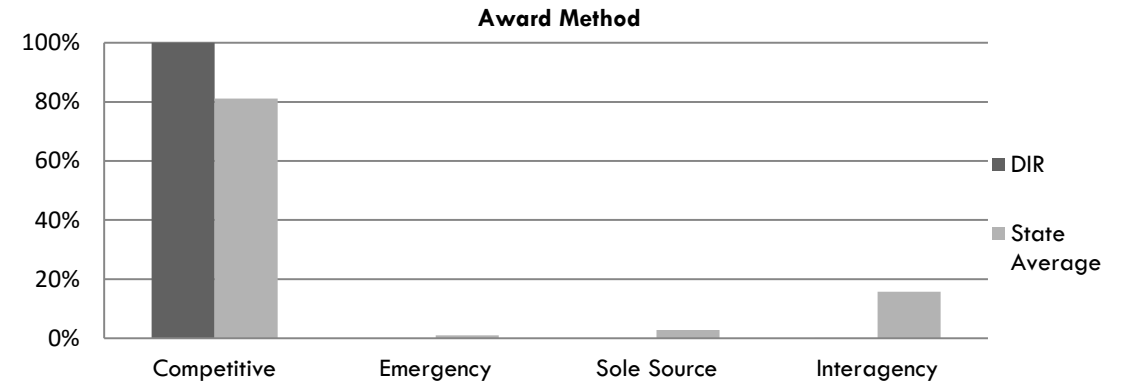 Award Method
100%
80%
60%
40%
20%
0%
Competitive
Emergency
Sole Source
Interagency
DIR
State
Average